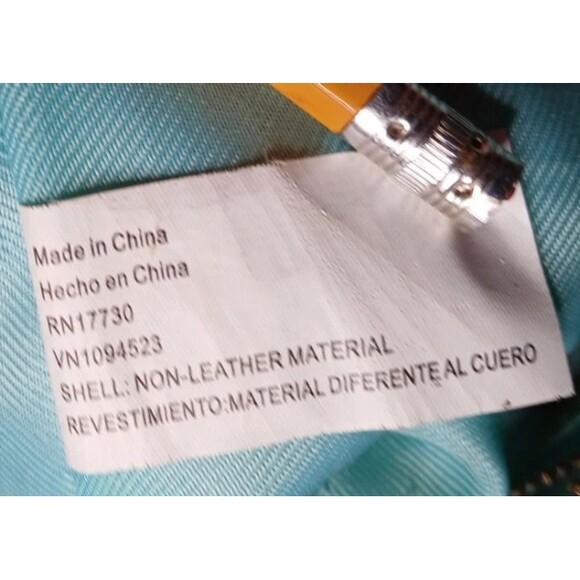 Made in China
Hecho en China
RN17730
VN1094523
SHELL: NON-LEATHER MATERIAL
REVESTIMIENTO:MATERIAL DIFERENTE AL CUERO